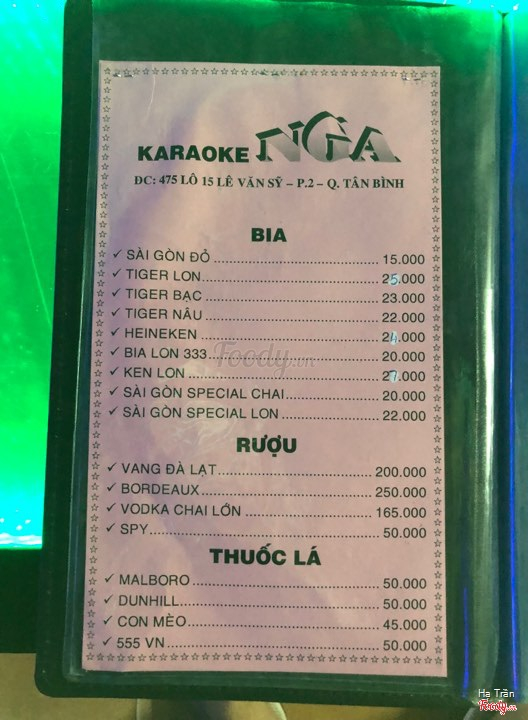 KARAOKE NGA
ĐC: 475 LÔ 15 LÊ VĂN SỸ – P.2 – Q. TÂN BÌNH
BIA
✓ SÀI GÒN ĐỎ 15.000
✓ TIGER LON 25.000
✓ TIGER BẠC 23.000
✓ TIGER NÂU 22.000
✓ HEINEKEN 24.000
✓ BIA LON 333 20.000
✓ KEN LON 27.000
✓ SÀI GÒN SPECIAL CHAI 20.000
✓ SÀI GÒN SPECIAL LON 22.000
Foody.vn
RƯỢU
✓ VANG ĐÀ LẠT 200.000
✓ BORDEAUX 250.000
✓ VODKA CHAI LỚN 165.000
✓ SPY 50.000
THUỐC LÁ
✓ MALBORO 50.000
✓ DUNHILL 50.000
✓ CON MÈO 45.000
✓ 555 VN 50.000
Hạ Trân
Foody.vn